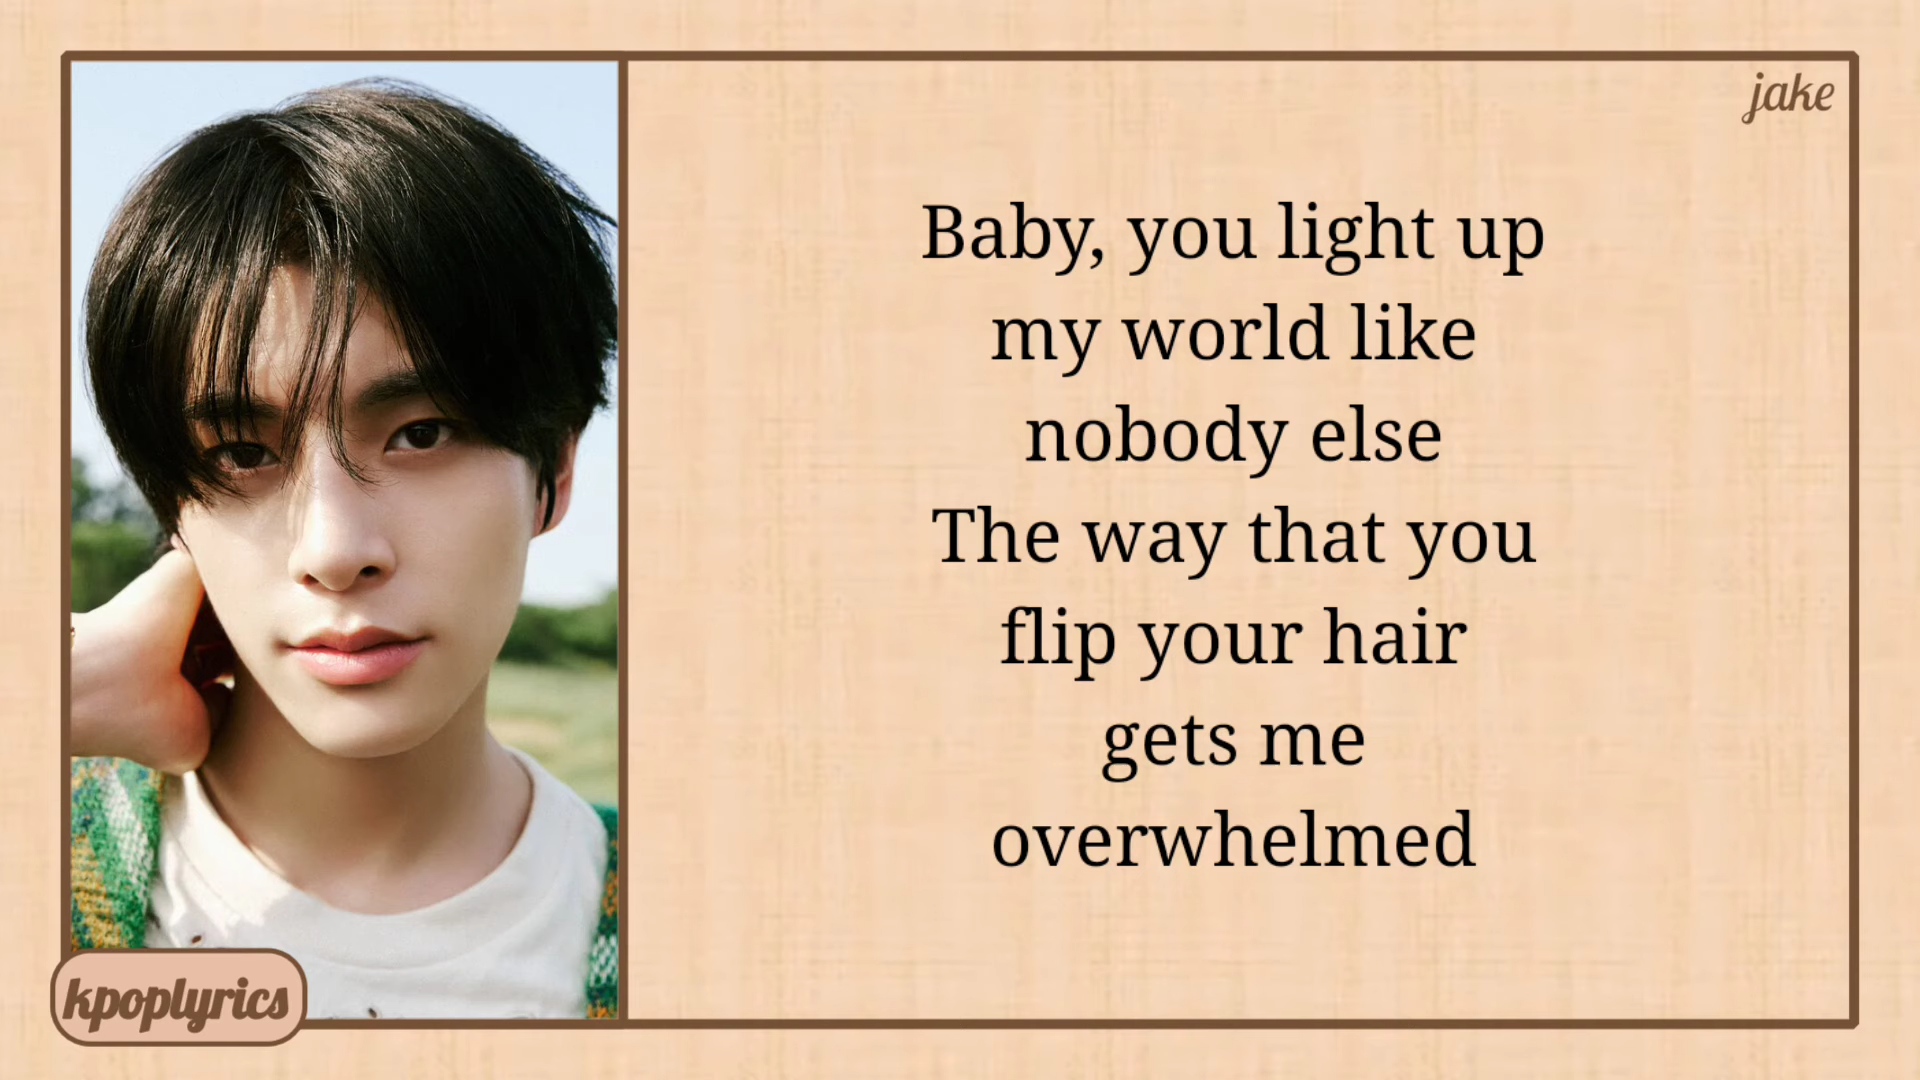 jake
Baby, you light up
my world like
nobody else
The way that you
flip your hair
gets me
overwhelmed
kpoplyrics